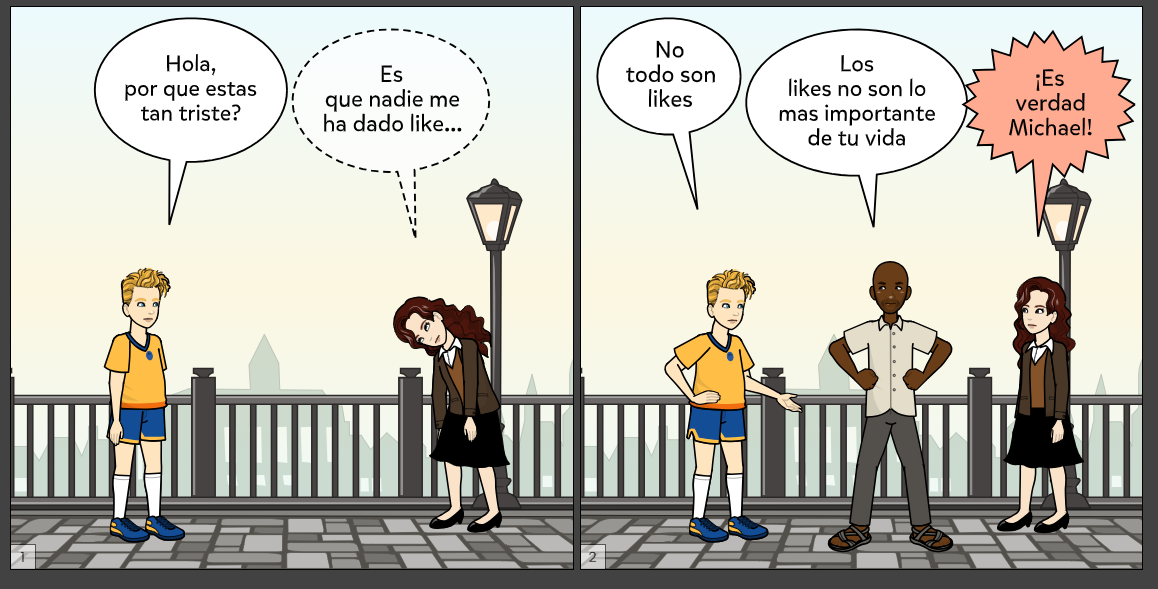 Hola,
por que estas
tan triste?
Es
que nadie me
ha dado like...
1
No
todo son
likes
Los
likes no son lo
mas importante
de tu vida
¡Es
verdad
Michael!
2